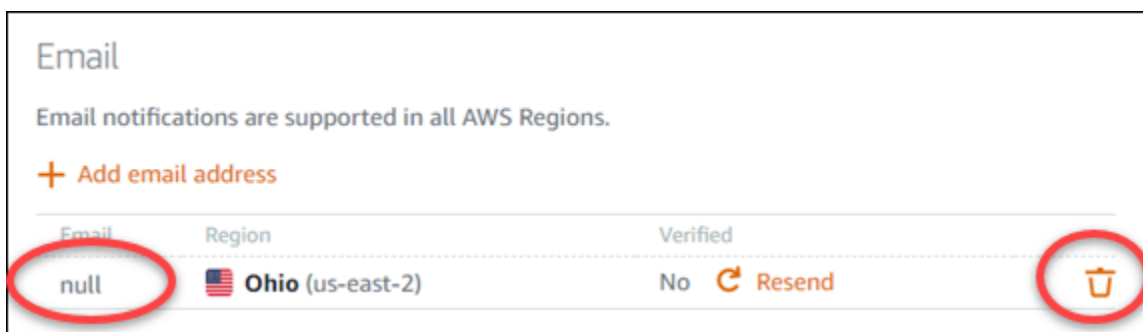 Email
Email notifications are supported in all AWS Regions.
+ Add email address
Email Region Verified
null Ohio (us-east-2) No Resend